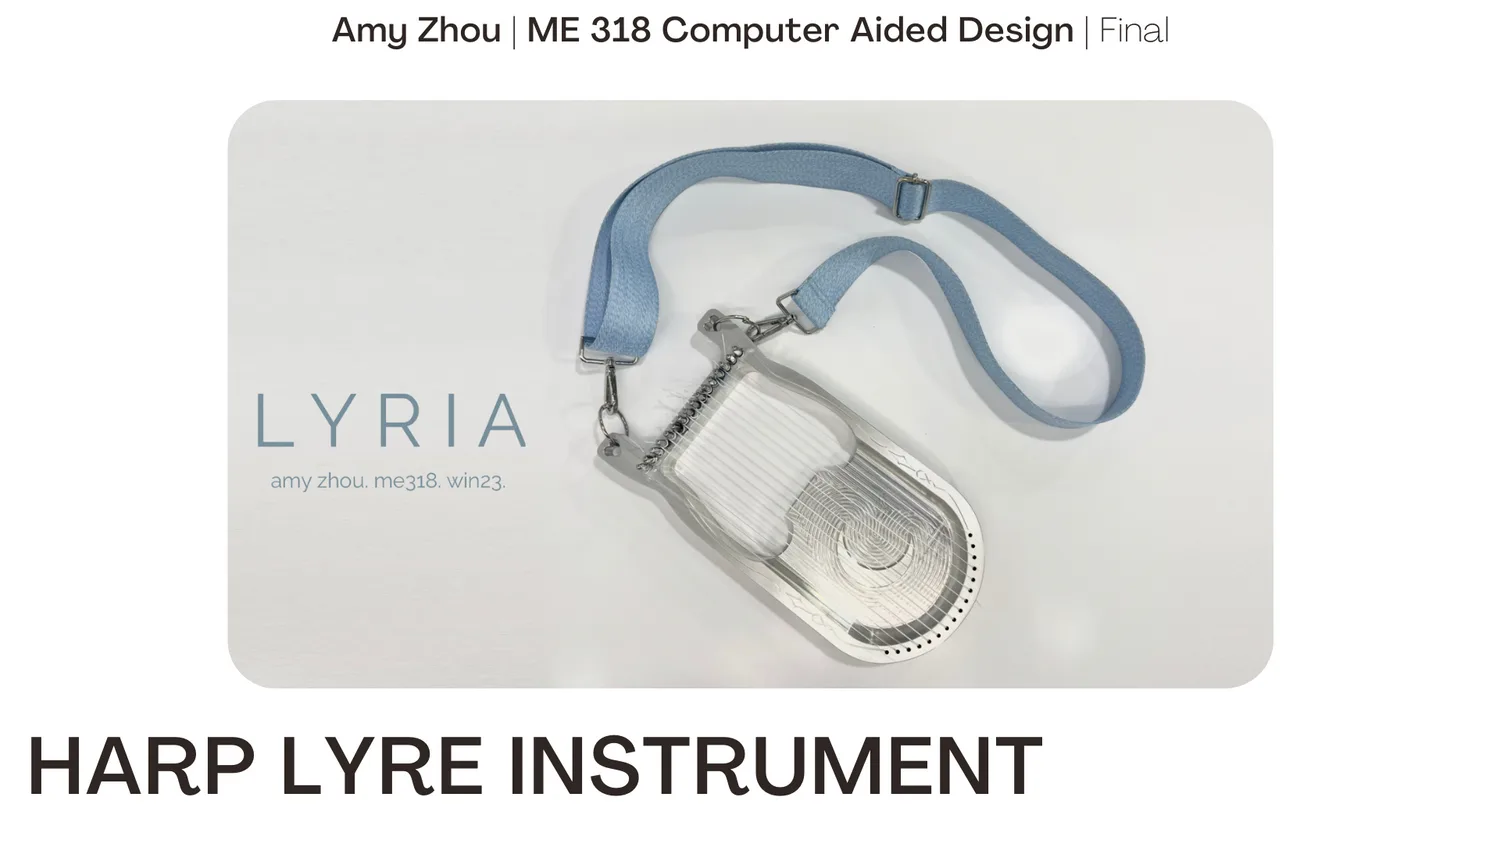 Amy Zhou | ME 318 Computer Aided Design | Final
LYRIA
amy zhou. me318. win23.
HARP LYRE INSTRUMENT